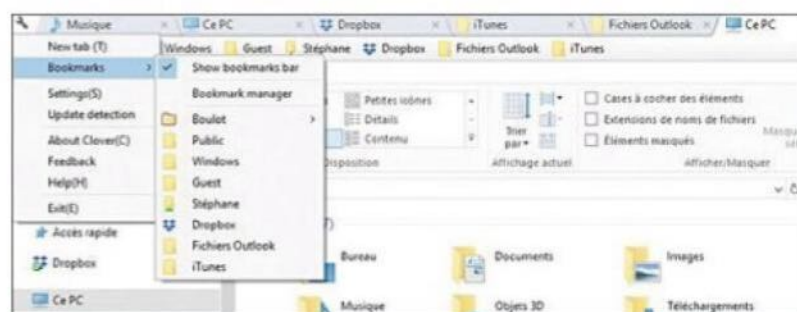 Musique Ce PC Dropbox iTunes Fichiers Outlook Ce PC
New tab (T) Windows Guest Stéphane Dropbox Fichiers Outlook iTunes
Bookmarks
Show bookmarks bar
Settings(S)
Bookmark manager
Update detection
Boulot
About Clover(C)
Public
Feedback
Windows
Help(H)
Guest
Exit(E)
Stéphane
Dropbox
Fichiers Outlook
iTunes
Petites icônes
Détails
Contenu
Disposition
Trier
par
Affichage actuel
Cases à cocher des éléments
Extensions de noms de fichiers
Éléments masqués
Afficher/Masquer
Accès rapide
Dropbox
Ce PC
Bureau Documents Images
Musique Objets 3D Téléchargements